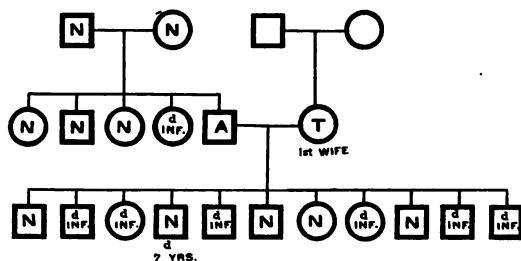 N N
N N N d INF. A T
1st WIFE
N d INF. d INF. N d INF. N N d INF. N d INF. d INF.
d
7 YRS.